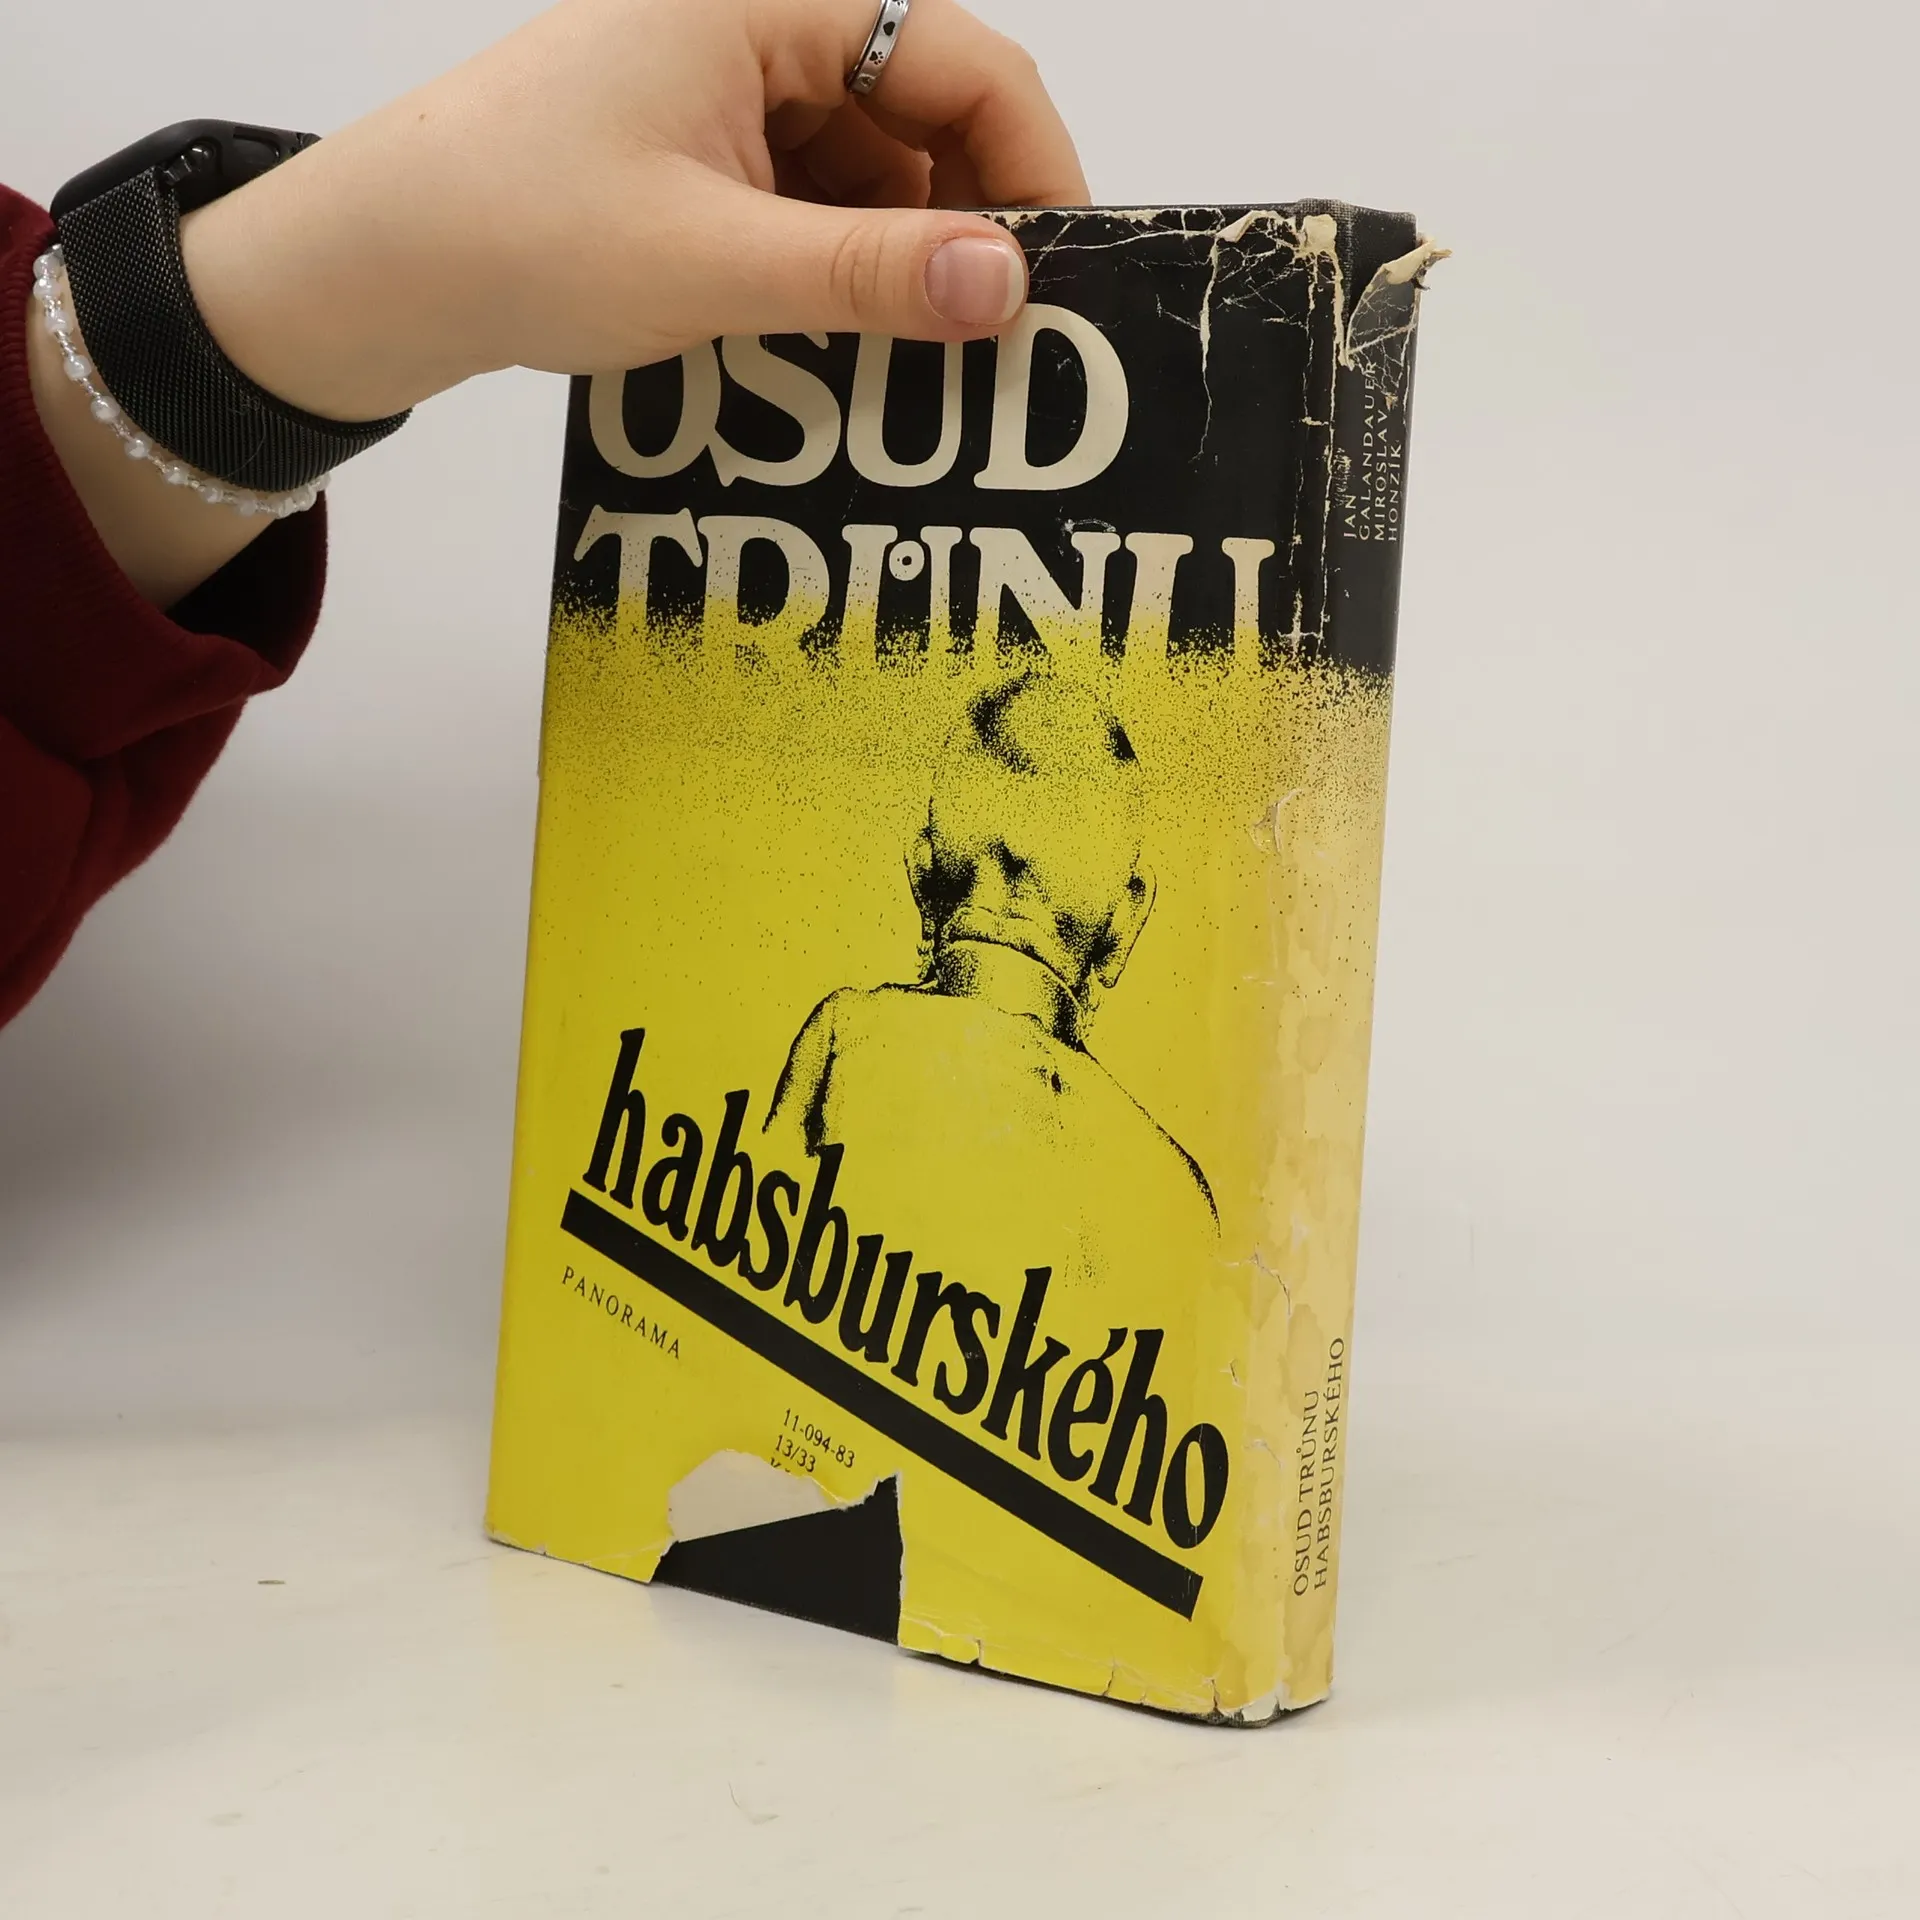 OSUD
TRŮNU
habsburského
PANORAMA
11-094-83
13/33
JAN
GALANDAUER
MIROSLAV
HONZÍK
OSUD TRŮNU
HABSBURSKÉHO